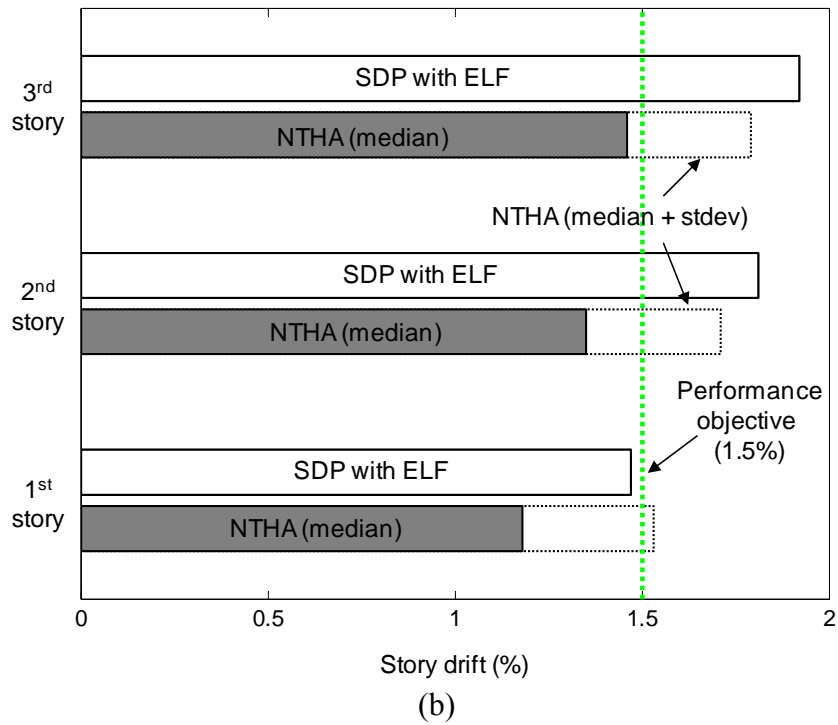 3rd
story
SDP with ELF
NTHA (median)
NTHA (median + stdev)
2nd
story
SDP with ELF
NTHA (median)
Performance
objective
(1.5%)
1st
story
SDP with ELF
NTHA (median)
0 0.5 1 1.5 2
Story drift (%)
(b)